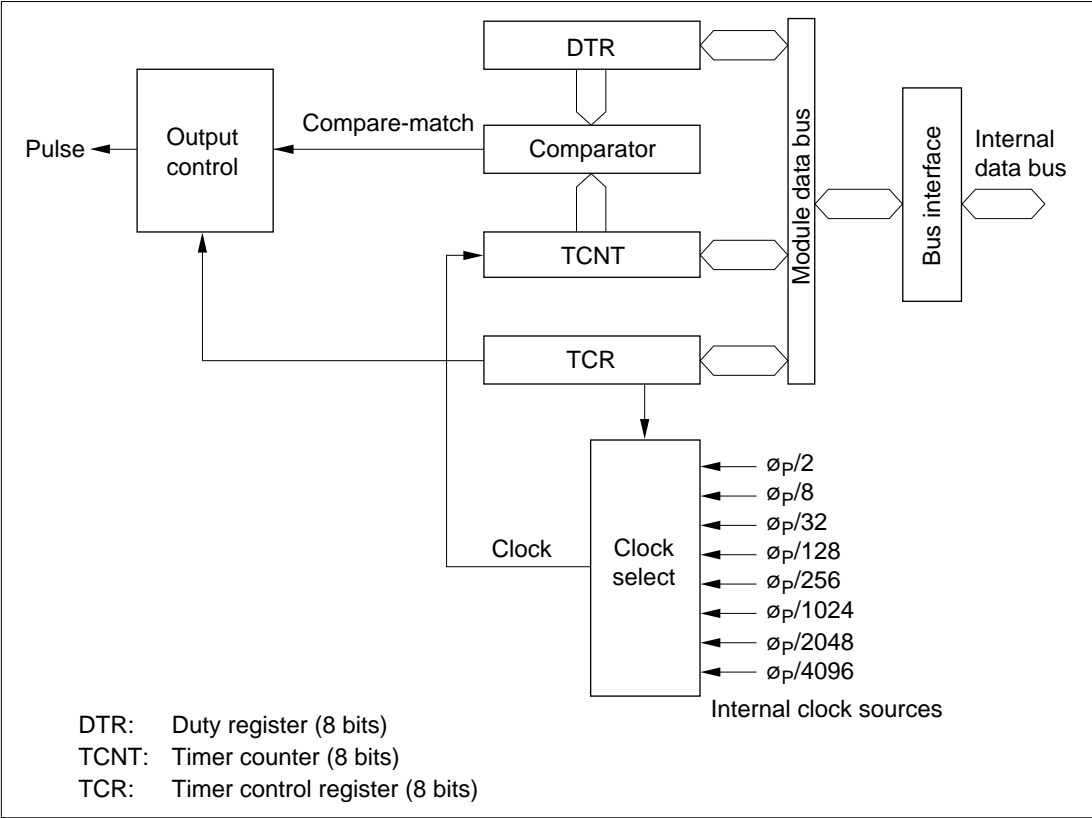 DTR
Compare-match
Pulse
Output
control
Comparator
Module data bus
Bus interface
Internal
data bus
TCNT
TCR
øP/2
øP/8
øP/32
øP/128
øP/256
øP/1024
øP/2048
øP/4096
Clock
Clock
select
Internal clock sources
DTR: Duty register (8 bits)
TCNT: Timer counter (8 bits)
TCR: Timer control register (8 bits)